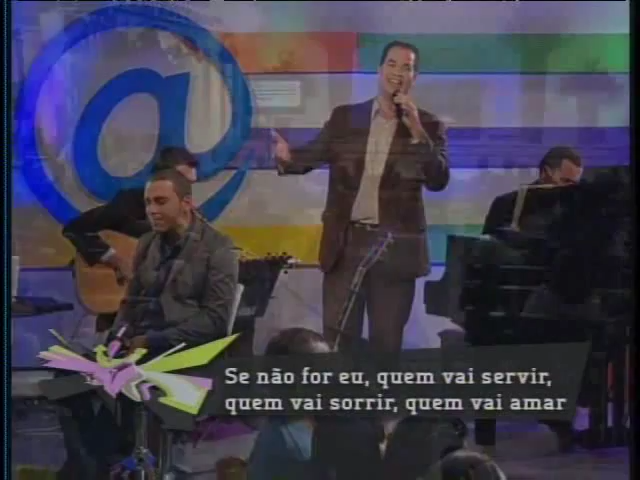 @
Se não for eu, quem vai servir,
quem vai sorrir, quem vai amar